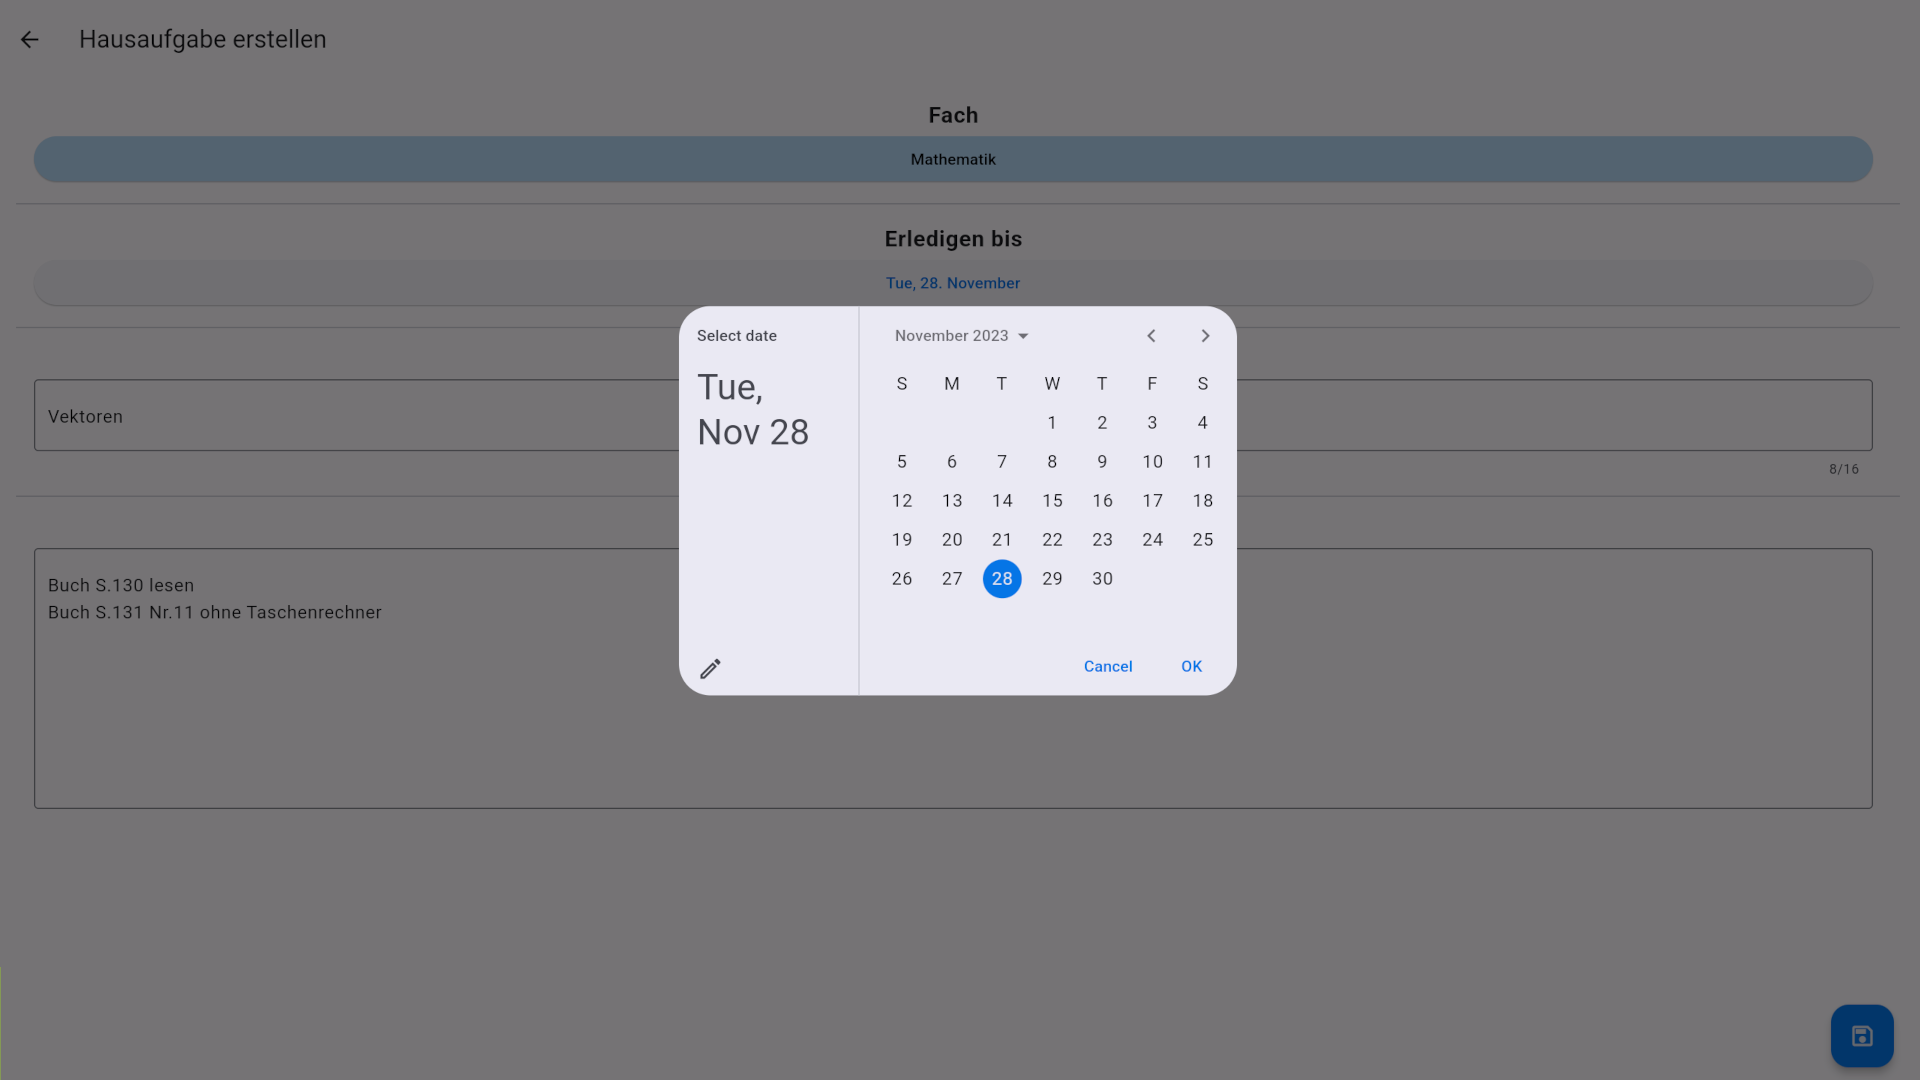 Hausaufgabe erstellen
Fach
Mathematik
Erledigen bis
Tue, 28. November
Select date
Tue,
Nov 28
November 2023
S M T W T F S
1 2 3 4
5 6 7 8 9 10 11
12 13 14 15 16 17 18
19 20 21 22 23 24 25
26 27 28 29 30
Cancel OK
Vektoren
8/16
Buch S.130 lesen
Buch S.131 Nr.11 ohne Taschenrechner